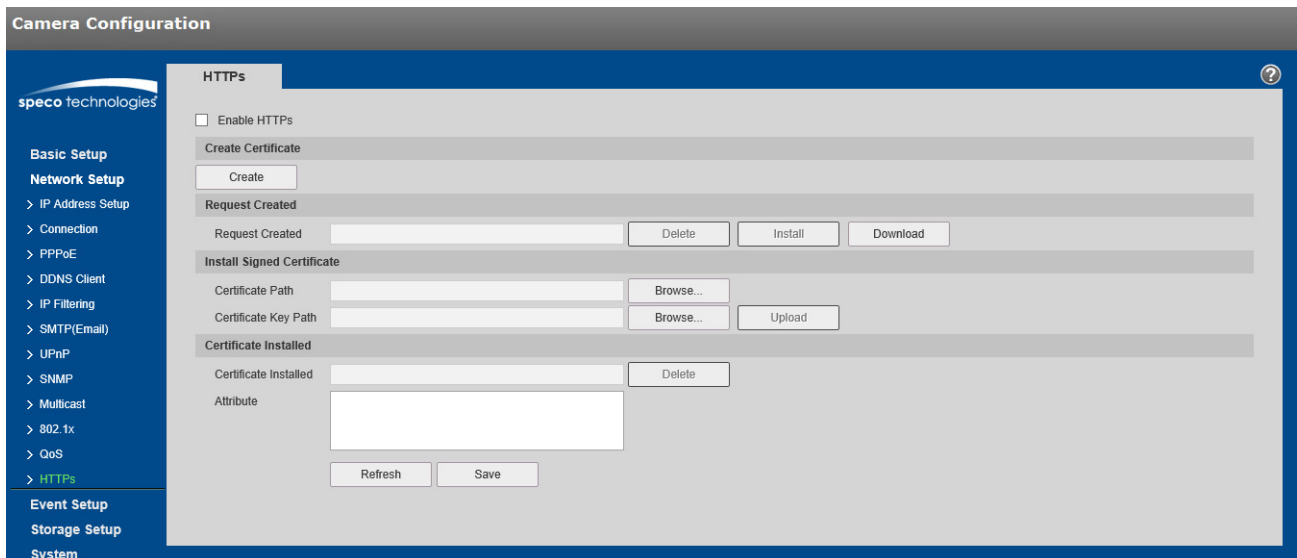 Camera Configuration
speco technologies
HTTPs
?
Enable HTTPs
Create Certificate
Create
Request Created
Request Created Delete Install Download
Install Signed Certificate
Certificate Path Browse...
Certificate Key Path Browse... Upload
Certificate Installed
Certificate Installed Delete
Attribute
Refresh Save
Basic Setup
Network Setup
> IP Address Setup
> Connection
> PPPoE
> DDNS Client
> IP Filtering
> SMTP(Email)
> UPnP
> SNMP
> Multicast
> 802.1x
> QoS
> HTTPs
Event Setup
Storage Setup
System